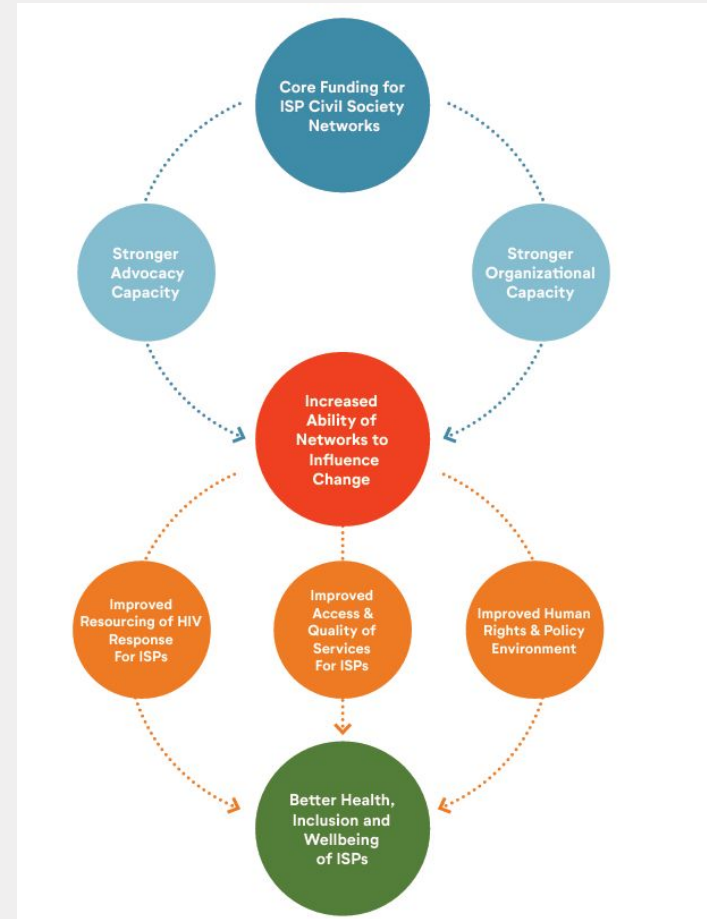 Core Funding for
ISP Civil Society
Networks
Stronger
Advocacy
Capacity
Stronger
Organizational
Capacity
Increased
Ability of
Networks to
Influence
Change
Improved
Resourcing of HIV
Response
For ISPs
Improved
Access &
Quality of
Services
For ISPs
Improved Human
Rights & Policy
Environment
Better Health,
Inclusion and
Wellbeing
of ISPs